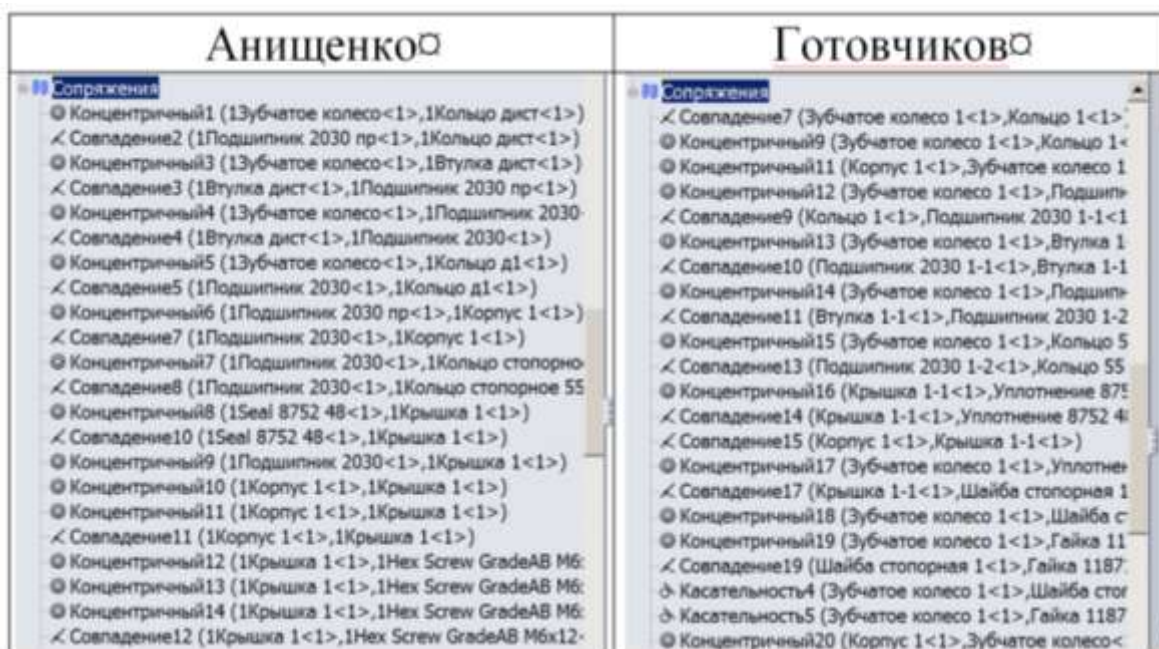 Анищенко¤
Сопряжения
Концентричный1 (1Зубчатое колесо<1>,1Кольцо дист<1>)
Совпадение2 (1Подшипник 2030 пр<1>,1Кольцо дист<1>)
Концентричный3 (1Зубчатое колесо<1>,1Втулка дист<1>)
Совпадение3 (1Втулка дист<1>,1Подшипник 2030 пр<1>)
Концентричный4 (1Зубчатое колесо<1>,1Подшипник 2030-
Совпадение4 (1Втулка дист<1>,1Подшипник 2030<1>)
Концентричный5 (1Зубчатое колесо<1>,1Кольцо д1<1>)
Совпадение5 (1Подшипник 2030<1>,1Кольцо д1<1>)
Концентричный6 (1Подшипник 2030 пр<1>,1Корпус 1<1>)
Совпадение7 (1Подшипник 2030<1>,1Корпус 1<1>)
Концентричный7 (1Подшипник 2030<1>,1Кольцо стопорно
Совпадение8 (1Подшипник 2030<1>,1Кольцо стопорное 55
Концентричный8 (1Seal 8752 48<1>,1Крышка 1<1>)
Совпадение10 (1Seal 8752 48<1>,1Крышка 1<1>)
Концентричный9 (1Подшипник 2030<1>,1Крышка 1<1>)
Концентричный10 (1Корпус 1<1>,1Крышка 1<1>)
Концентричный11 (1Корпус 1<1>,1Крышка 1<1>)
Совпадение11 (1Корпус 1<1>,1Крышка 1<1>)
Концентричный12 (1Крышка 1<1>,1Hex Screw GradeAB M6
Концентричный13 (1Крышка 1<1>,1Hex Screw GradeAB M6
Концентричный14 (1Крышка 1<1>,1Hex Screw GradeAB M6
Совпадение12 (1Крышка 1<1>,1Hex Screw GradeAB M6x12-
Готовчиков¤
Сопряжения
Совпадение7 (Зубчатое колесо 1<1>,Кольцо 1<1>
Концентричный9 (Зубчатое колесо 1<1>,Кольцо 1<
Концентричный11 (Корпус 1<1>,Зубчатое колесо 1
Концентричный12 (Зубчатое колесо 1<1>,Подшипн
Совпадение9 (Кольцо 1<1>,Подшипник 2030 1-1<1
Концентричный13 (Зубчатое колесо 1<1>,Втулка 1
Совпадение10 (Подшипник 2030 1-1<1>,Втулка 1-1
Концентричный14 (Зубчатое колесо 1<1>,Подшипн
Совпадение11 (Втулка 1-1<1>,Подшипник 2030 1-2
Концентричный15 (Зубчатое колесо 1<1>,Кольцо 5
Совпадение13 (Подшипник 2030 1-2<1>,Кольцо 55
Концентричный16 (Крышка 1-1<1>,Уплотнение 875
Совпадение14 (Крышка 1-1<1>,Уплотнение 8752 4
Совпадение15 (Корпус 1<1>,Крышка 1-1<1>)
Концентричный17 (Зубчатое колесо 1<1>,Уплотнен
Совпадение17 (Крышка 1-1<1>,Шайба стопорная 1
Концентричный18 (Зубчатое колесо 1<1>,Шайба с
Концентричный19 (Зубчатое колесо 1<1>,Гайка 11
Совпадение19 (Шайба стопорная 1<1>,Гайка 1187
Касательность4 (Зубчатое колесо 1<1>,Шайба стог
Касательность5 (Зубчатое колесо 1<1>,Гайка 1187
Концентричный20 (Корпус 1<1>,Зубчатое колесо<